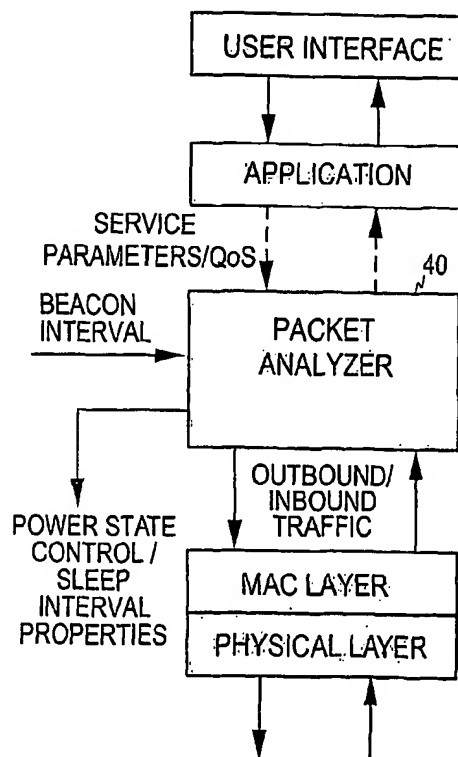 USER INTERFACE
APPLICATION
SERVICE
PARAMETERS/QoS
40
BEACON
INTERVAL
PACKET
ANALYZER
OUTBOUND/
INBOUND
TRAFFIC
POWER STATE
CONTROL /
SLEEP
INTERVAL
PROPERTIES
MAC LAYER
PHYSICAL LAYER